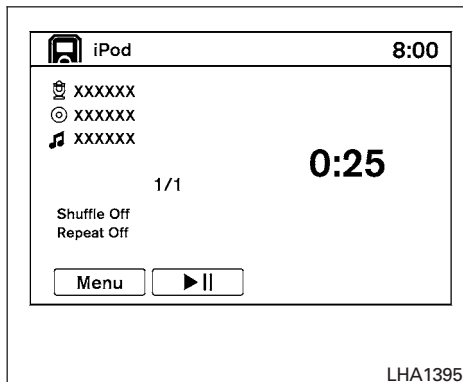 iPod 8:00
XXXXXX
XXXXXX
XXXXXX
0:25
1/1
Shuffle Off
Repeat Off
Menu
LHA1395